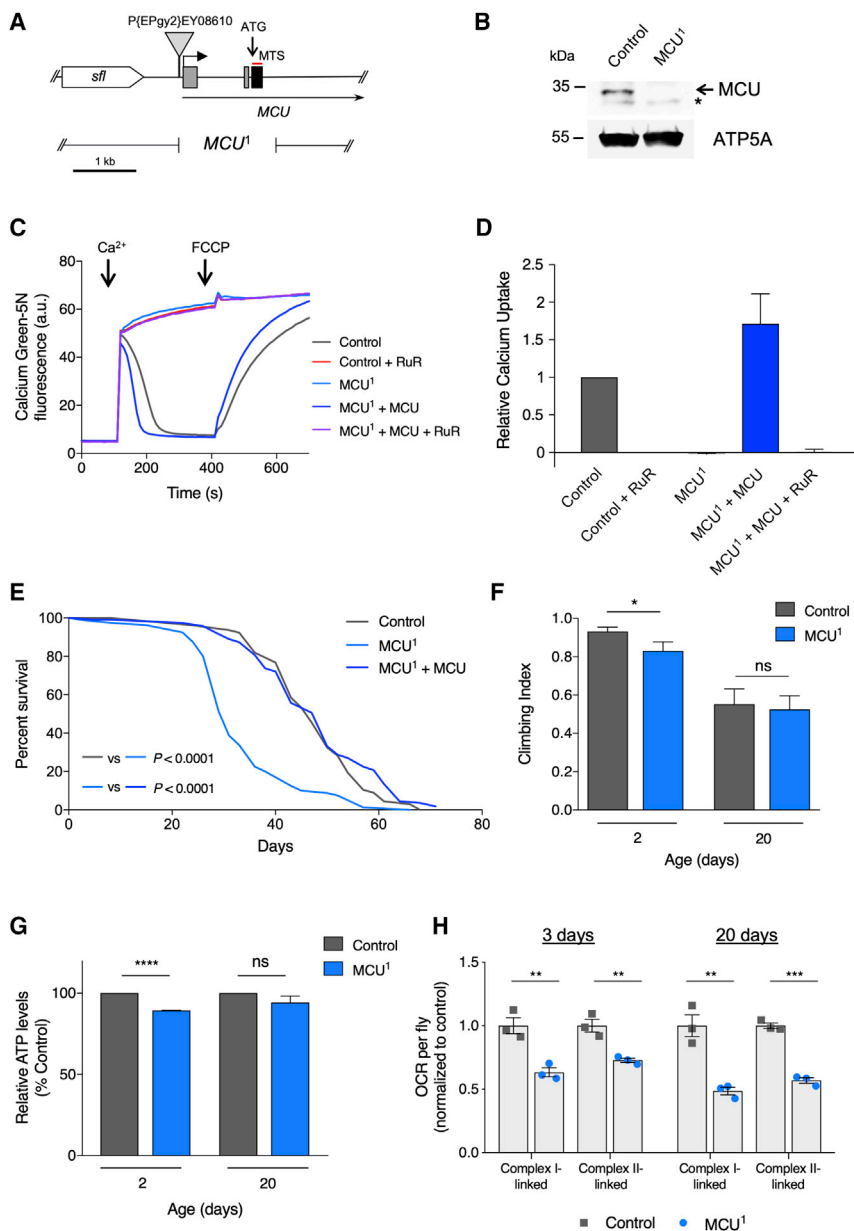 A
P{EPgy2}EY08610
ATG
MTS
sfl
MCU
MCU¹
1 kb
B
kDa
Control
MCU¹
35
MCU
*
55
ATP5A
C
Ca²⁺
FCCP
80
60
40
20
0
0
200
400
600
Calcium Green-5N
fluorescence (a.u.)
Time (s)
Control
Control + RuR
MCU¹
MCU¹ + MCU
MCU¹ + MCU + RuR
D
2.5
2
1.5
1
0.5
0
Relative Calcium Uptake
Control
Control + RuR
MCU¹
MCU¹ + MCU
MCU¹ + MCU + RuR
E
100
80
60
40
20
0
0
20
40
60
80
Percent survival
Days
Control
MCU¹
MCU¹ + MCU
vs P < 0.0001
vs P < 0.0001
F
Control
MCU¹
1.0
0.8
0.6
0.4
0.2
0.0
Climbing Index
*
ns
2
20
Age (days)
G
Control
MCU¹
100
50
0
Relative ATP levels
(% Control)
****
ns
2
20
Age (days)
H
3 days
20 days
1.5
1.0
0.5
0.0
OCR per fly
(normalized to control)
** ** ** ***
Complex I-
linked
Complex II-
linked
Complex I-
linked
Complex II-
linked
Control MCU¹